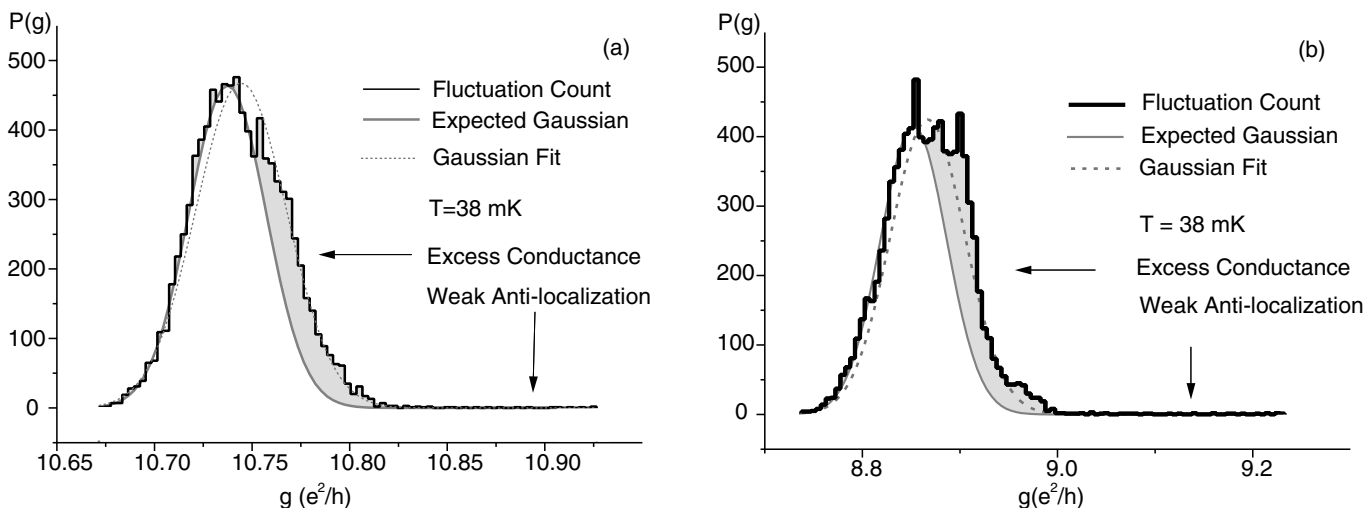 P(g)
(a)
500
400
300
200
100
0
Fluctuation Count
Expected Gaussian
Gaussian Fit
T=38 mK
Excess Conductance
Weak Anti-localization
10.65 10.70 10.75 10.80 10.85 10.90
g (e²/h)
P(g)
(b)
500
400
300
200
100
0
Fluctuation Count
Expected Gaussian
Gaussian Fit
T = 38 mK
Excess Conductance
Weak Anti-localization
8.8 9.0 9.2
g(e²/h)